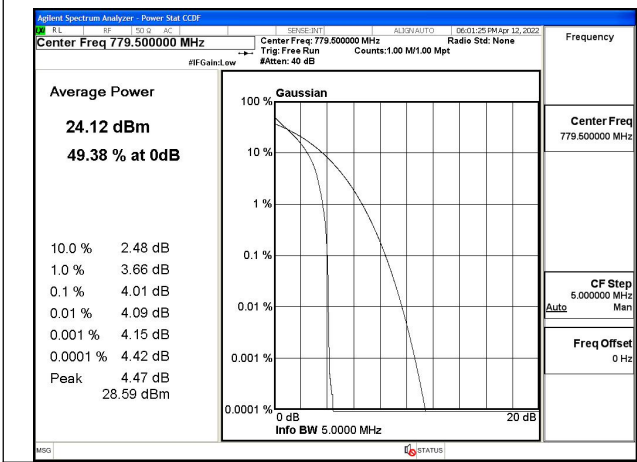 Agilent Spectrum Analyzer - Power Stat CCDF
RL RF 50 Ω AC SENSE:INT ALIGN AUTO 06:01:25 PM Apr 12, 2022
Center Freq 779.500000 MHz
Center Freq: 779.500000 MHz Radio Std: None
Trig: Free Run Counts:1.00 M/1.00 Mpt
#IFGain:Low #Atten: 40 dB
Frequency
Average Power
24.12 dBm
49.38 % at 0dB
10.0 % 2.48 dB
1.0 % 3.66 dB
0.1 % 4.01 dB
0.01 % 4.09 dB
0.001 % 4.15 dB
0.0001 % 4.42 dB
Peak 4.47 dB
28.59 dBm
Gaussian
100 %
10 %
1 %
0.1 %
0.01 %
0.001 %
0.0001 %
0 dB 20 dB
Info BW 5.0000 MHz
Center Freq
779.500000 MHz
CF Step
5.000000 MHz
Auto Man
Freq Offset
0 Hz
MSG STATUS